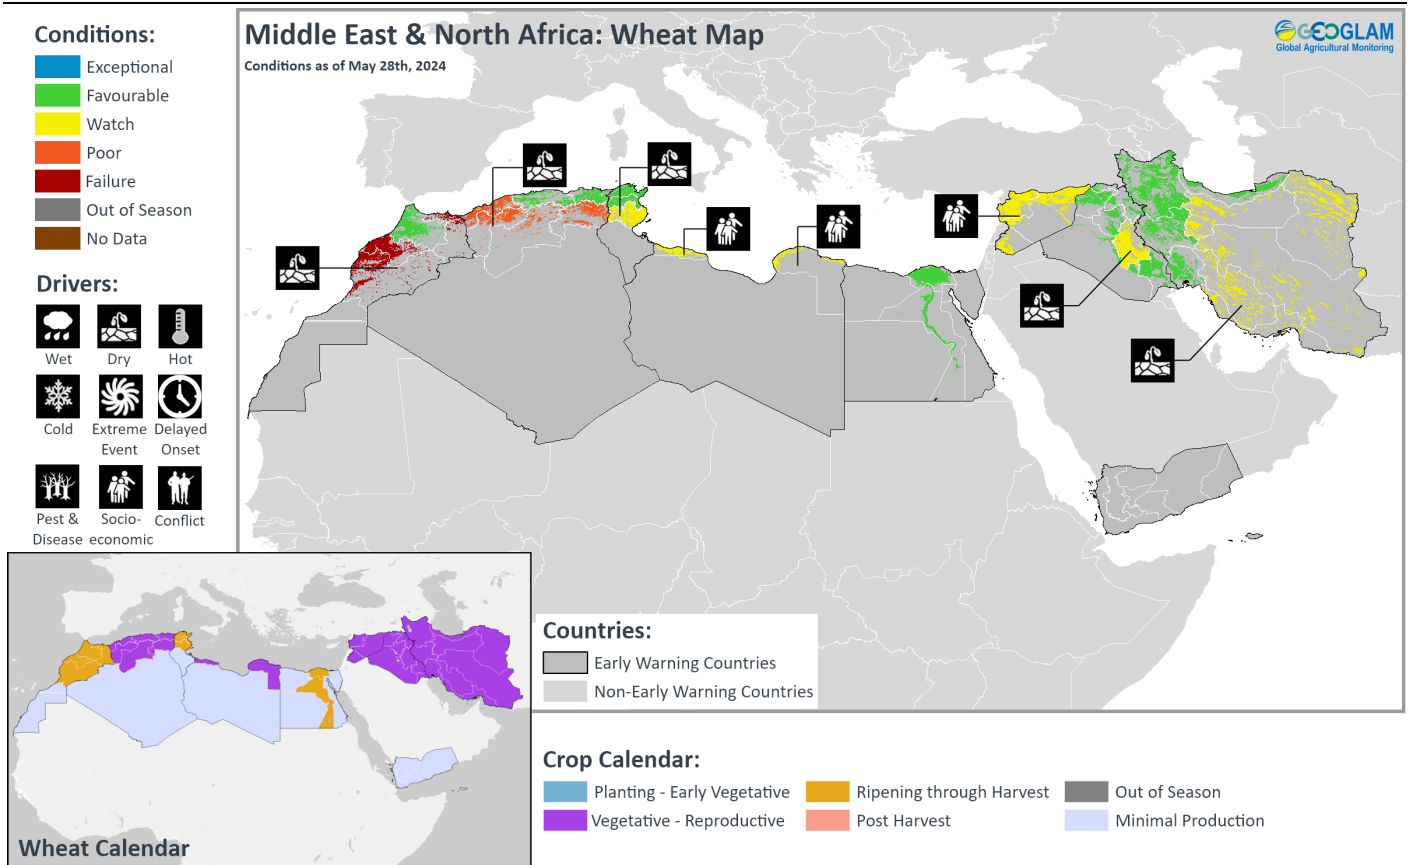 Conditions:
Exceptional
Favourable
Watch
Poor
Failure
Out of Season
No Data
Drivers:
Wet
Dry
Hot
Cold
Extreme
Event
Delayed
Onset
Pest &
Disease
Socio-
economic
Conflict
Middle East & North Africa: Wheat Map
Conditions as of May 28th, 2024
GEOGLAM
Global Agricultural Monitoring
Countries:
Early Warning Countries
Non-Early Warning Countries
Wheat Calendar
Crop Calendar:
Planting - Early Vegetative
Vegetative - Reproductive
Ripening through Harvest
Post Harvest
Out of Season
Minimal Production